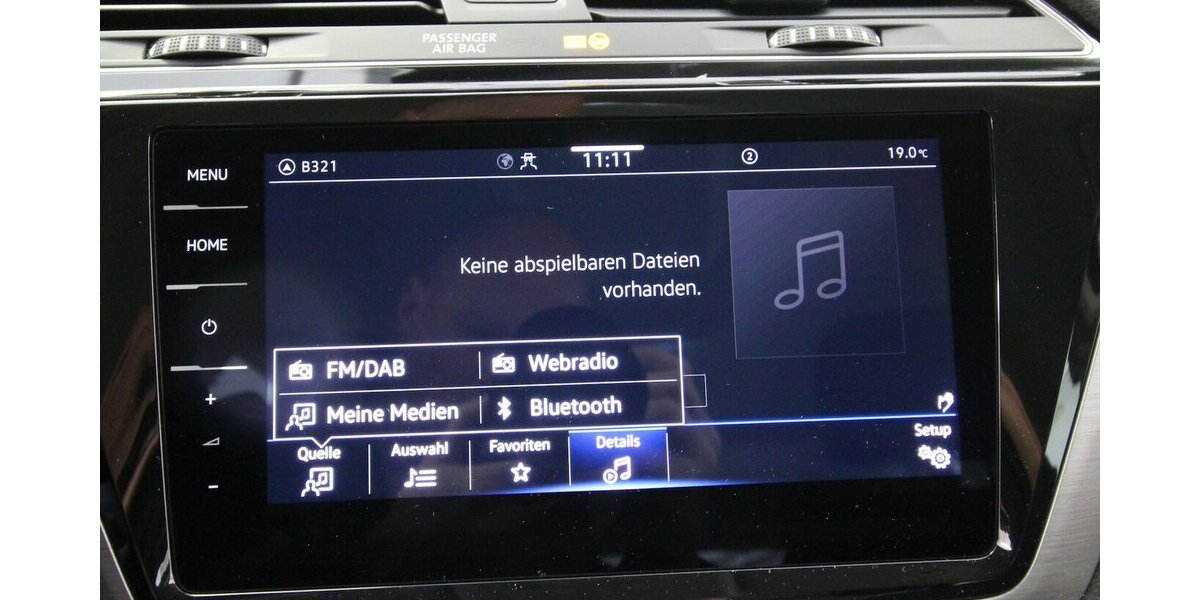 PASSENGER
AIR BAG
MENU
HOME
+
-
B321
11:11
2
19.0°C
Keine abspielbaren Dateien
vorhanden.
FM/DAB
Webradio
Meine Medien
Bluetooth
Quelle
Auswahl
Favoriten
Details
Setup